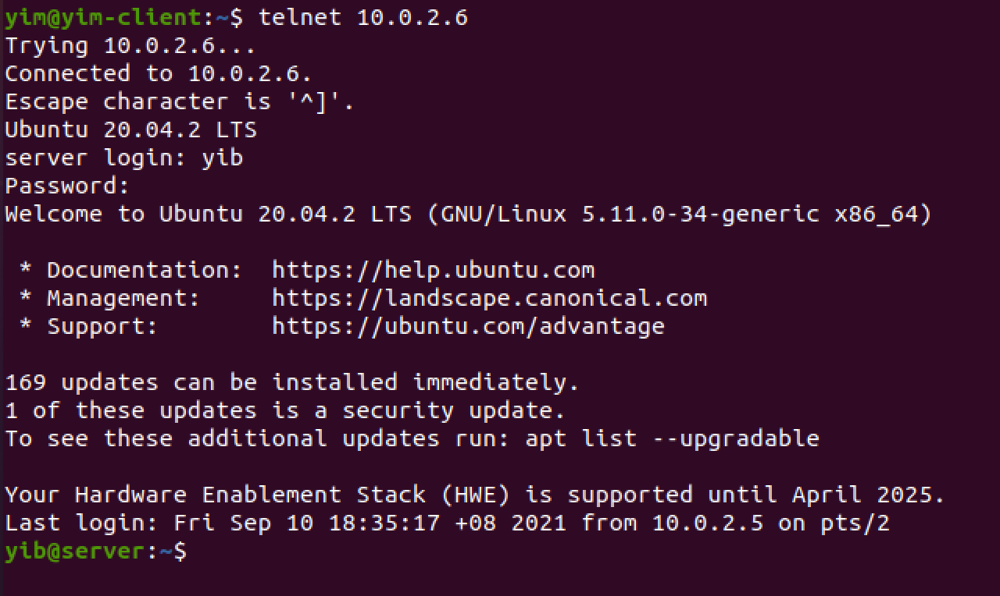 yim@yim-client:~$ telnet 10.0.2.6
Trying 10.0.2.6...
Connected to 10.0.2.6.
Escape character is '^]'.
Ubuntu 20.04.2 LTS
server login: yib
Password:
Welcome to Ubuntu 20.04.2 LTS (GNU/Linux 5.11.0-34-generic x86_64)
* Documentation:  https://help.ubuntu.com
* Management:     https://landscape.canonical.com
* Support:        https://ubuntu.com/advantage
169 updates can be installed immediately.
1 of these updates is a security update.
To see these additional updates run: apt list --upgradable
Your Hardware Enablement Stack (HWE) is supported until April 2025.
Last login: Fri Sep 10 18:35:17 +08 2021 from 10.0.2.5 on pts/2
yib@server:~$